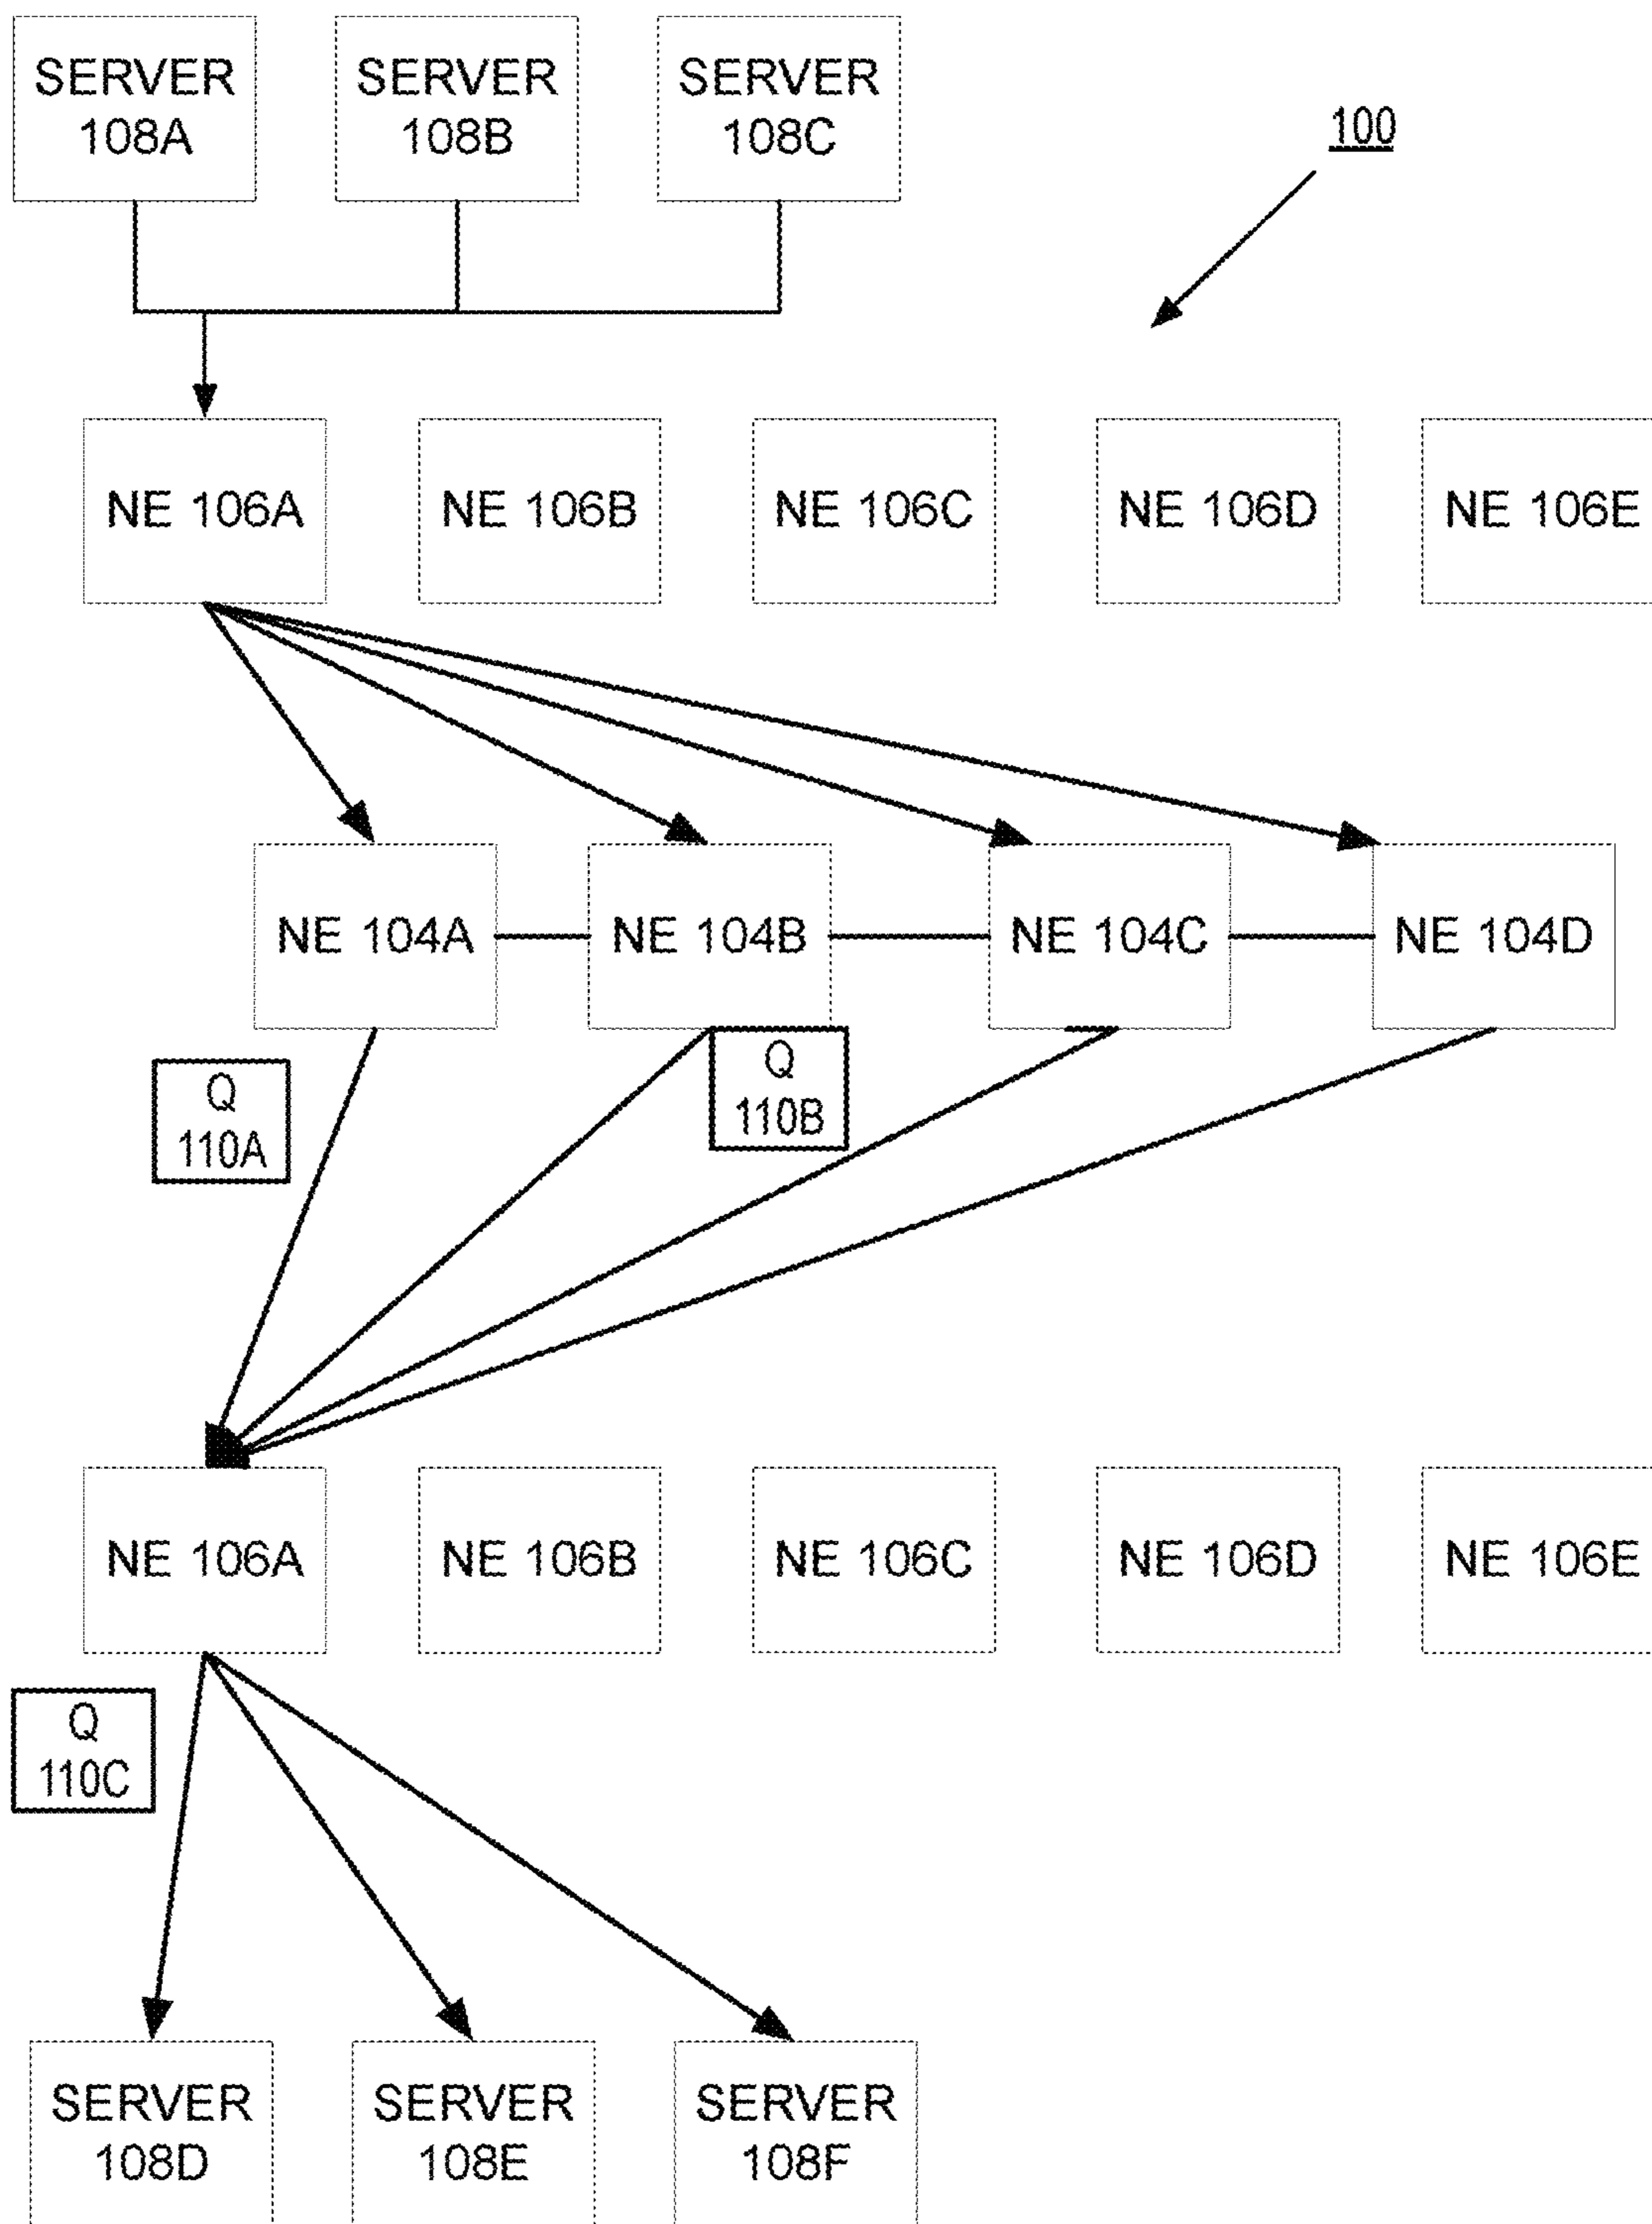 SERVER
108A
SERVER
108B
SERVER
108C
100
NE 106A
NE 106B
NE 106C
NE 106D
NE 106E
NE 104A
NE 104B
NE 104C
NE 104D
Q
110A
Q
110B
NE 106A
NE 106B
NE 106C
NE 106D
NE 106E
Q
110C
SERVER
108D
SERVER
108E
SERVER
108F